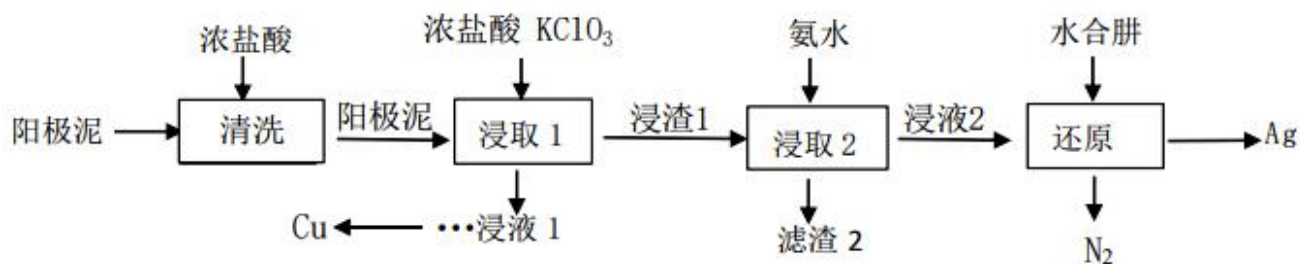 浓盐酸 浓盐酸 KClO₃ 氨水 水合肼
阳极泥 清洗 阳极泥 浸取1 浸渣1 浸取2 浸液2 还原 Ag
Cu •••浸液1 滤渣2 N₂